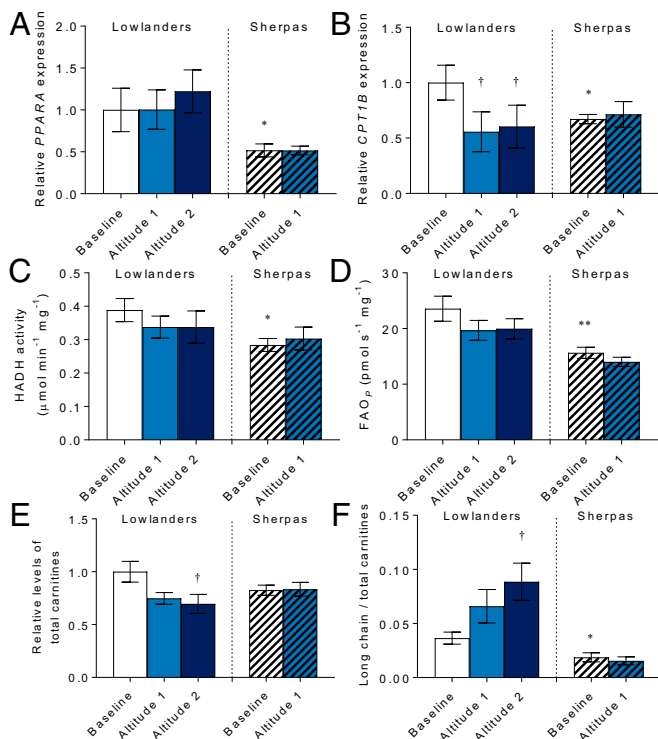 A
Lowlanders
Sherpas
Relative PPARA expression
2.0
1.5
1.0
0.5
0.0
*
Baseline
Altitude 1
Altitude 2
Baseline
Altitude 1
B
Lowlanders
Sherpas
Relative CPT1B expression
1.5
1.0
0.5
0.0
†
†
*
Baseline
Altitude 1
Altitude 2
Baseline
Altitude 1
C
Lowlanders
Sherpas
HADH activity
(μmol min⁻¹ mg⁻¹)
0.5
0.4
0.3
0.2
0.1
0.0
*
Baseline
Altitude 1
Altitude 2
Baseline
Altitude 1
D
Lowlanders
Sherpas
FAOP (pmol s⁻¹ mg⁻¹)
30
20
10
0
**
Baseline
Altitude 1
Altitude 2
Baseline
Altitude 1
E
Lowlanders
Sherpas
Relative levels of
total carnitines
1.5
1.0
0.5
0.0
†
Baseline
Altitude 1
Altitude 2
Baseline
Altitude 1
F
Lowlanders
Sherpas
Long chain / total carnitines
0.15
0.10
0.05
0.00
†
*
Baseline
Altitude 1
Altitude 2
Baseline
Altitude 1